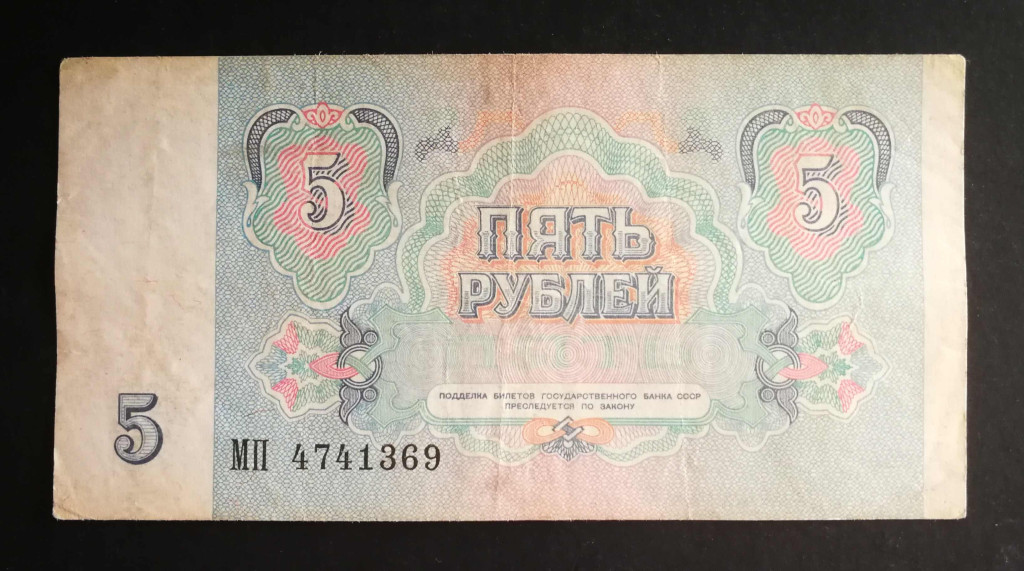 5 5
ПЯТЬ
РУБЛЕЙ
ПОДДЕЛКА БИЛЕТОВ ГОСУДАРСТВЕННОГО БАНКА СССР
ПРЕСЛЕДУЕТСЯ ПО ЗАКОНУ
5
МП 4741369